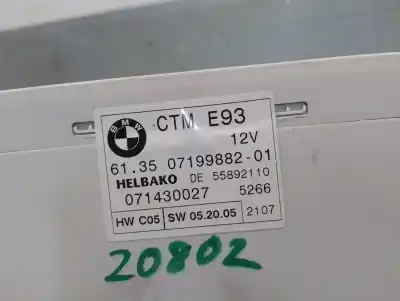 BMW
CTM E93
12V
61.35 07199882-01
HELBAKO DE 55892110
071430027 5266
HW C05 SW 05.20.05 2107
20802